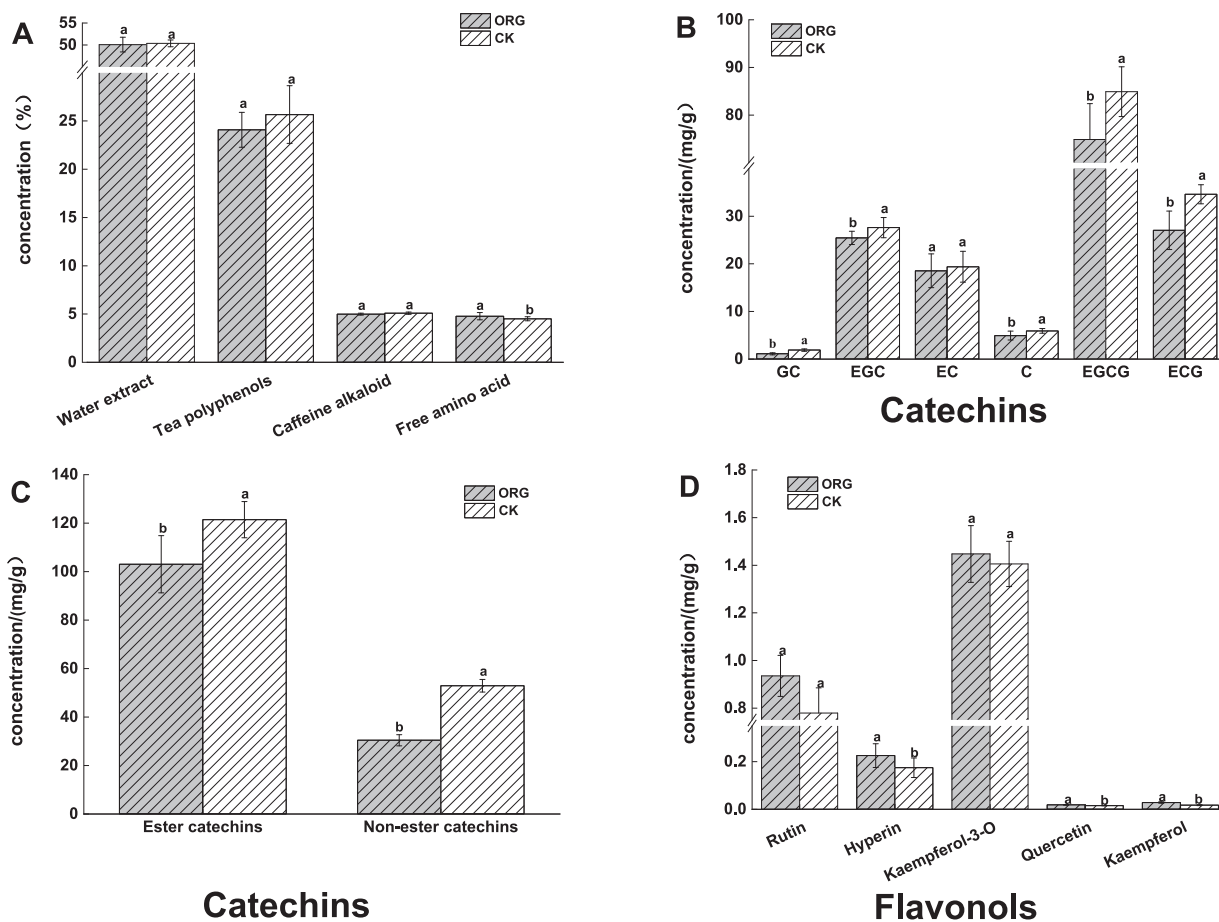 A
ORG
CK
concentration（%）
55
50
25
20
15
10
5
0
a a
a a
a a
a b
Water extract
Tea polyphenols
Caffeine alkaloid
Free amino acid
B
ORG
CK
concentration/(mg/g)
100
90
80
30
20
10
0
b a
b a
a a
b a
b a
b a
GC EGC EC C EGCG ECG
Catechins
C
ORG
CK
concentration/(mg/g)
140
120
100
80
60
40
20
0
b a
b a
Ester catechins Non-ester catechins
Catechins
D
ORG
CK
concentration/(mg/g)
1.8
1.6
1.4
1.2
1.0
0.8
0.2
0.0
a a
a b
a a
a b
a b
Rutin
Hyperin
Kaempferol-3-O
Quercetin
Kaempferol
Flavonols